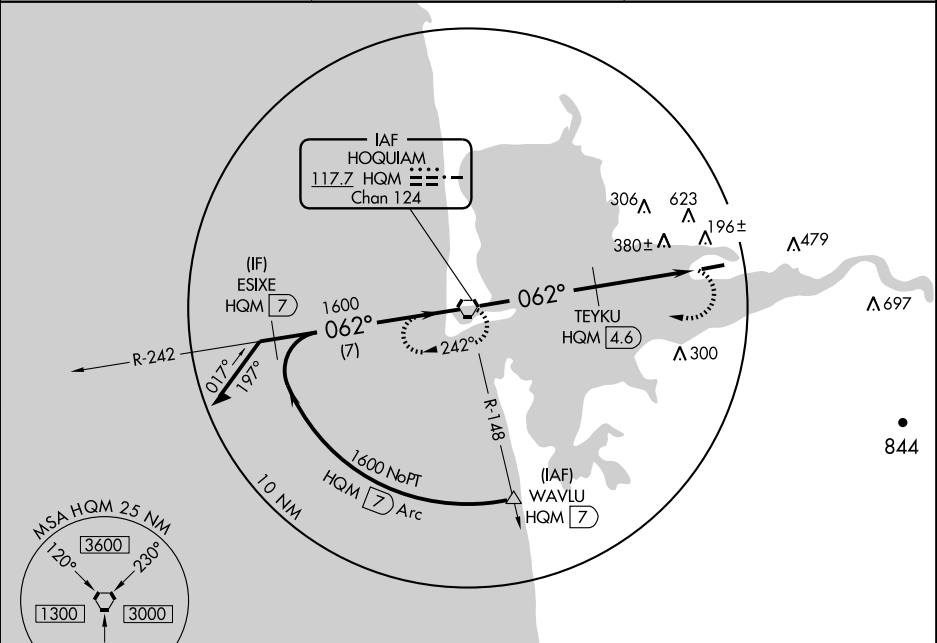 IAF
HOQUIAM
117.7 HQM
Chan 124
306
623
196±
380±
479
(IF)
ESIXE
HQM 7
1600
062°
(7)
062°
TEYKU
HQM 4.6
697
242°
300
R-242
017°
197°
R-148
844
1600 NoPT
HQM 7 Arc
(IAF)
WAVLU
HQM 7
10 NM
MSA HQM 25 NM
120°
3600
230°
1300
3000